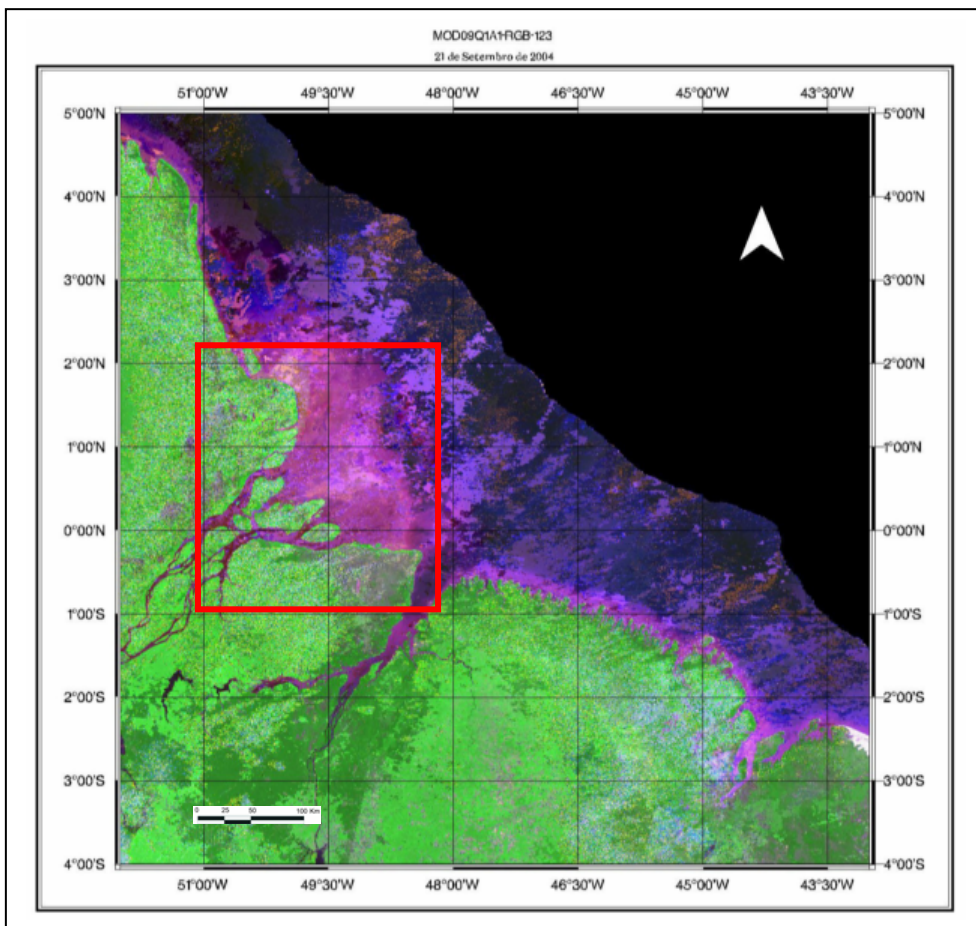 MOD09Q1A1-RGB-123
21 de Setembro de 2004
51°00'W 49°30'W 48°00'W 46°30'W 45°00'W 43°30'W
5°00'N 5°00'N
4°00'N 4°00'N
3°00'N 3°00'N
2°00'N 2°00'N
1°00'N 1°00'N
0°00'N 0°00'N
1°00'S 1°00'S
2°00'S 2°00'S
3°00'S 3°00'S
0 25 50 100 Km
4°00'S 4°00'S
51°00'W 49°30'W 48°00'W 46°30'W 45°00'W 43°30'W